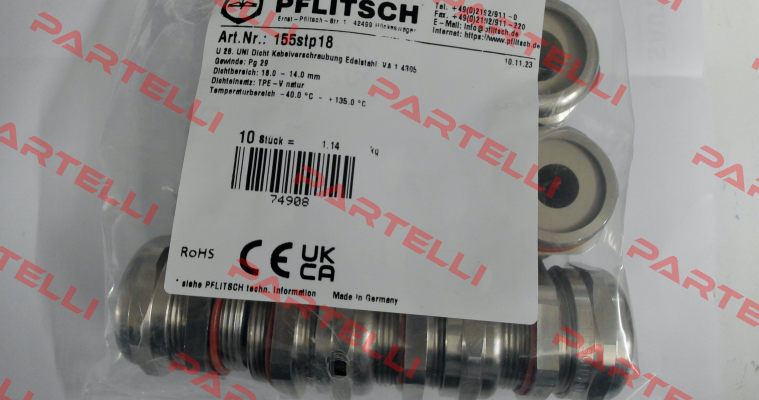 PFLITSCH
Ernst-Pflitsch-Str 1 42499 Hückeswagen
Tel. +49(0)2192/911-0
Fax. +49(0)2192/911-220
E-Mail: info@pflitsch.de
Internet: https://www.pflitsch.de
Art.Nr.: 155stp18
10.11.23
U 28. UNI Dicht Kabelverschraubung Edelstahl VA 1.4305
Gewinde: Pg 29
Dichtbereich: 18.0 - 14.0 mm
Dichteinsatz: TPE-V natur
Temperaturbereich -40.0 °C - +135.0 °C
10 Stück = 1.14 kg
74908
RoHS CE UK
CA
* siehe PFLITSCH techn. Information Made in Germany
PARTELLI
PARTELLI
PARTELLI
PARTELLI
PARTELLI
PARTELLI
PARTELLI